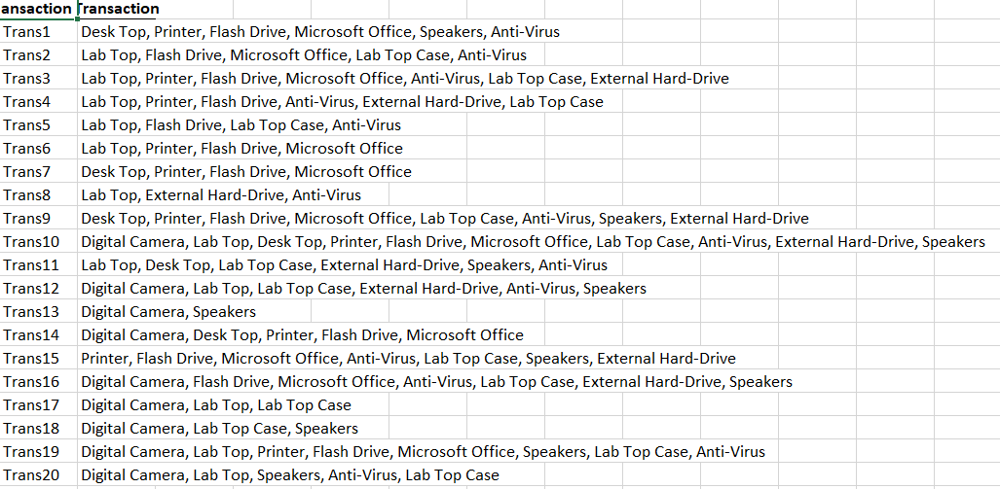 ansaction Transaction
Trans1 Desk Top, Printer, Flash Drive, Microsoft Office, Speakers, Anti-Virus
Trans2 Lab Top, Flash Drive, Microsoft Office, Lab Top Case, Anti-Virus
Trans3 Lab Top, Printer, Flash Drive, Microsoft Office, Anti-Virus, Lab Top Case, External Hard-Drive
Trans4 Lab Top, Printer, Flash Drive, Anti-Virus, External Hard-Drive, Lab Top Case
Trans5 Lab Top, Flash Drive, Lab Top Case, Anti-Virus
Trans6 Lab Top, Printer, Flash Drive, Microsoft Office
Trans7 Desk Top, Printer, Flash Drive, Microsoft Office
Trans8 Lab Top, External Hard-Drive, Anti-Virus
Trans9 Desk Top, Printer, Flash Drive, Microsoft Office, Lab Top Case, Anti-Virus, Speakers, External Hard-Drive
Trans10 Digital Camera, Lab Top, Desk Top, Printer, Flash Drive, Microsoft Office, Lab Top Case, Anti-Virus, External Hard-Drive, Speakers
Trans11 Lab Top, Desk Top, Lab Top Case, External Hard-Drive, Speakers, Anti-Virus
Trans12 Digital Camera, Lab Top, Lab Top Case, External Hard-Drive, Anti-Virus, Speakers
Trans13 Digital Camera, Speakers
Trans14 Digital Camera, Desk Top, Printer, Flash Drive, Microsoft Office
Trans15 Printer, Flash Drive, Microsoft Office, Anti-Virus, Lab Top Case, Speakers, External Hard-Drive
Trans16 Digital Camera, Flash Drive, Microsoft Office, Anti-Virus, Lab Top Case, External Hard-Drive, Speakers
Trans17 Digital Camera, Lab Top, Lab Top Case
Trans18 Digital Camera, Lab Top Case, Speakers
Trans19 Digital Camera, Lab Top, Printer, Flash Drive, Microsoft Office, Speakers, Lab Top Case, Anti-Virus
Trans20 Digital Camera, Lab Top, Speakers, Anti-Virus, Lab Top Case